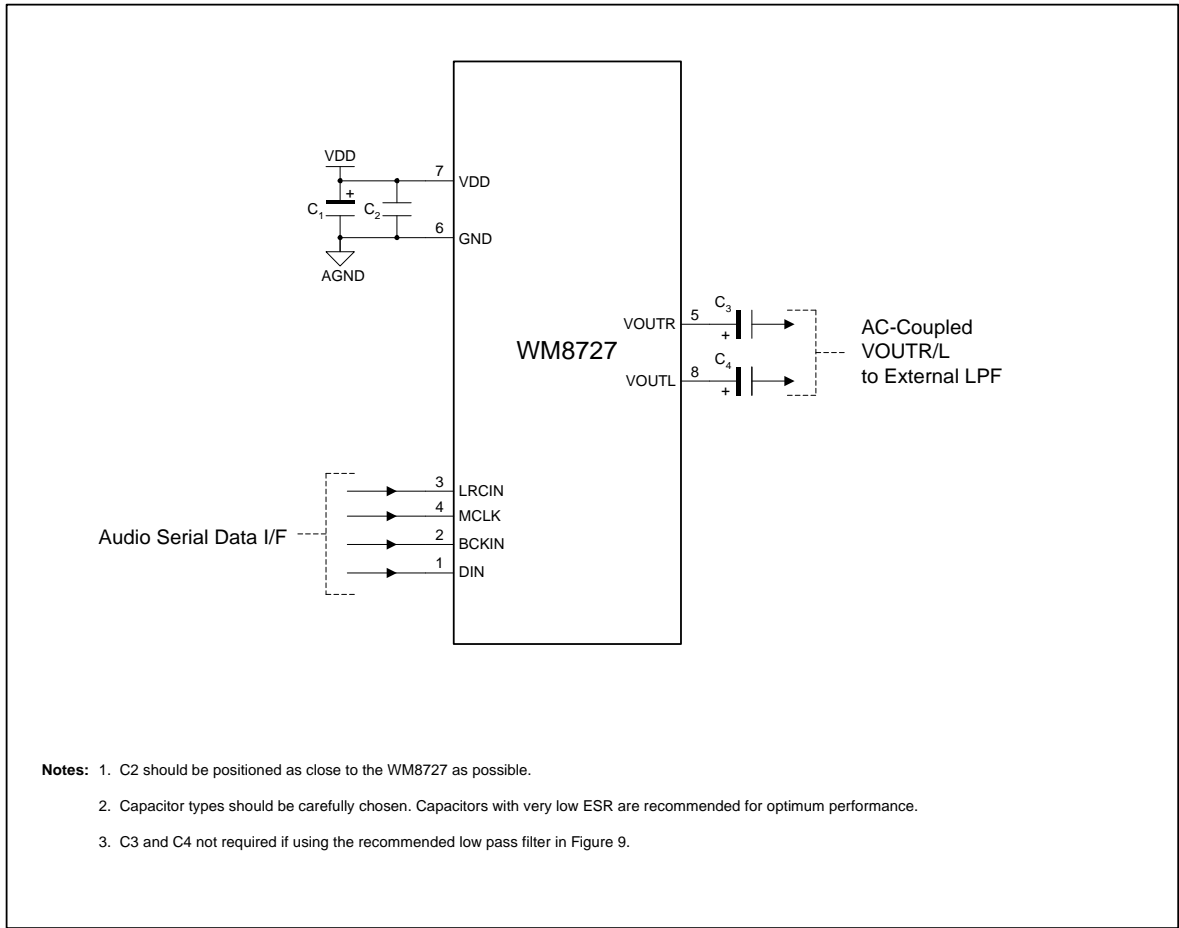 VDD
7
VDD
C1
+
C2
6
GND
AGND
WM8727
VOUTR
5
C3
+
VOUTL
8
C4
+
AC-Coupled
VOUTR/L
to External LPF
Audio Serial Data I/F
3
LRCIN
4
MCLK
2
BCKIN
1
DIN
Notes: 1. C2 should be positioned as close to the WM8727 as possible.
2. Capacitor types should be carefully chosen. Capacitors with very low ESR are recommended for optimum performance.
3. C3 and C4 not required if using the recommended low pass filter in Figure 9.